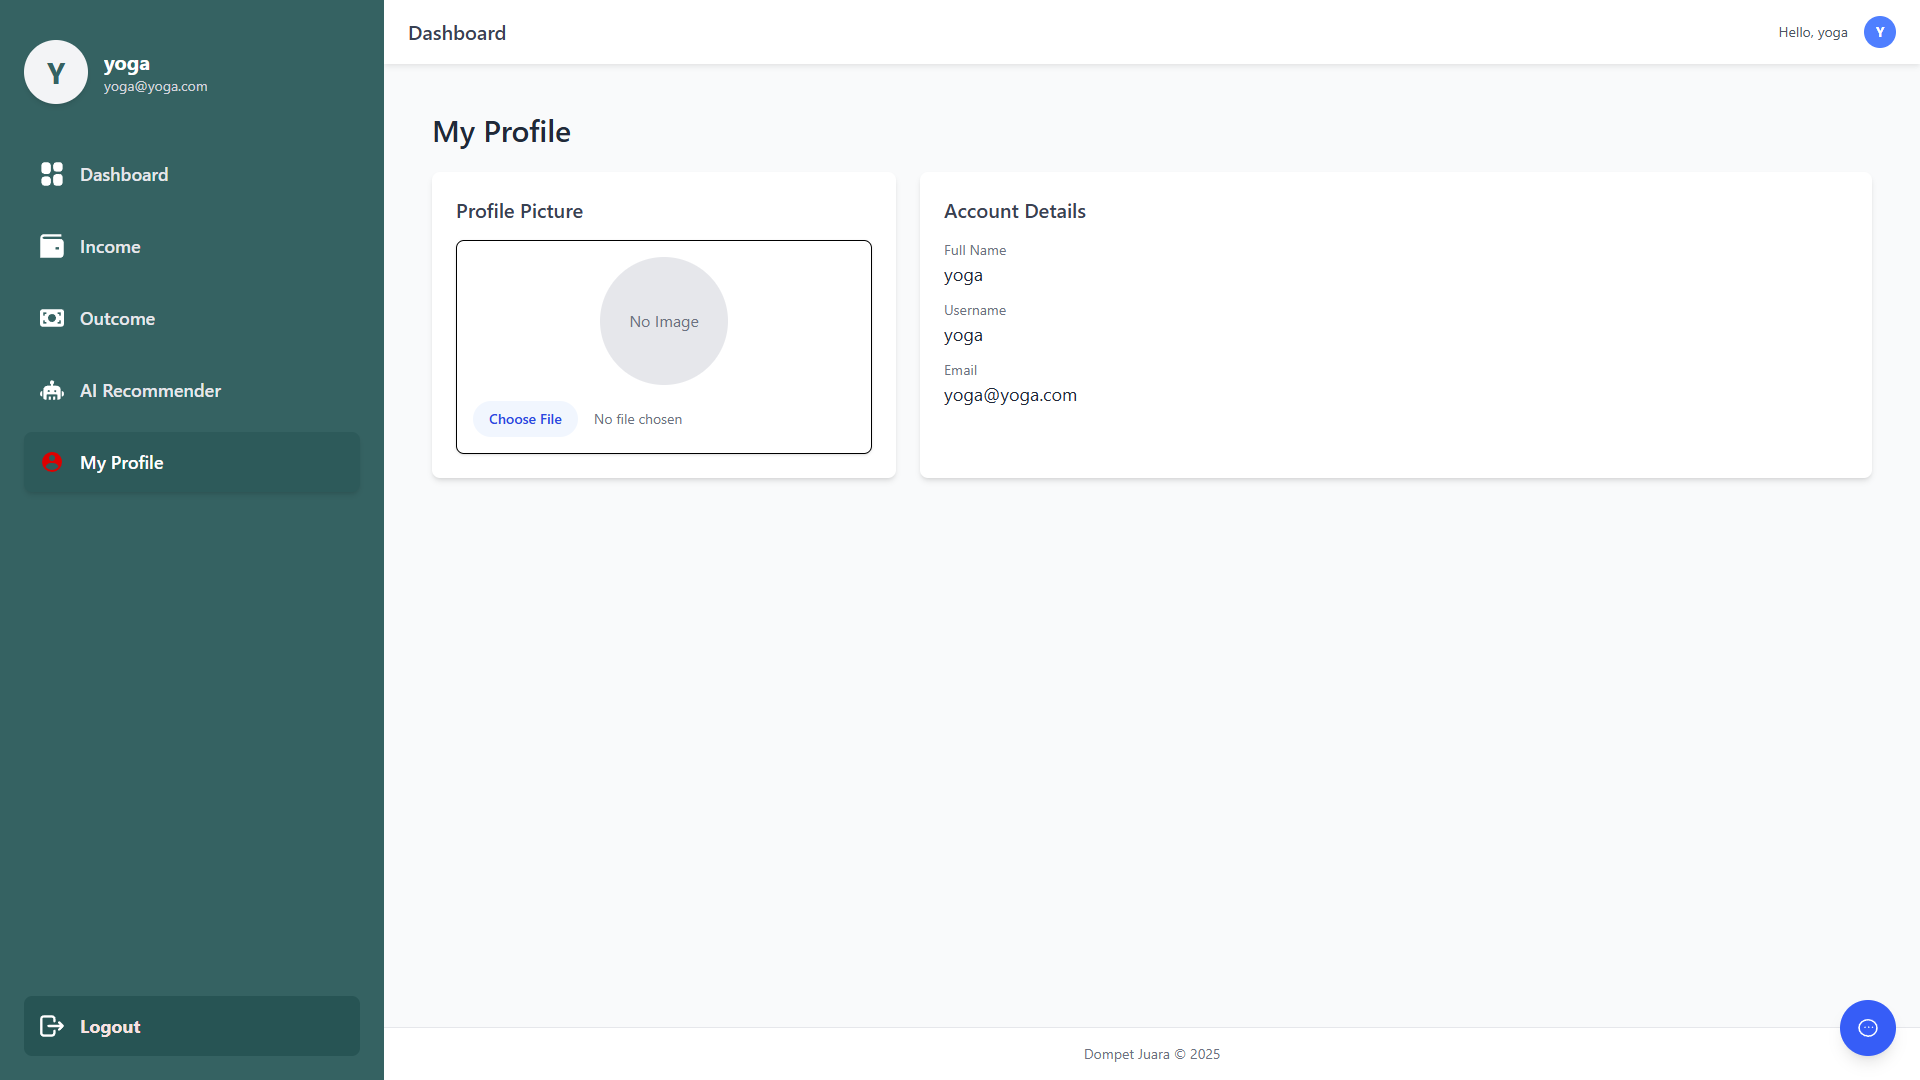 Y
yoga
yoga@yoga.com
Dashboard
Income
Outcome
AI Recommender
My Profile
Logout
Dashboard
Hello, yoga
Y
My Profile
Profile Picture
No Image
Choose File No file chosen
Account Details
Full Name
yoga
Username
yoga
Email
yoga@yoga.com
Dompet Juara © 2025